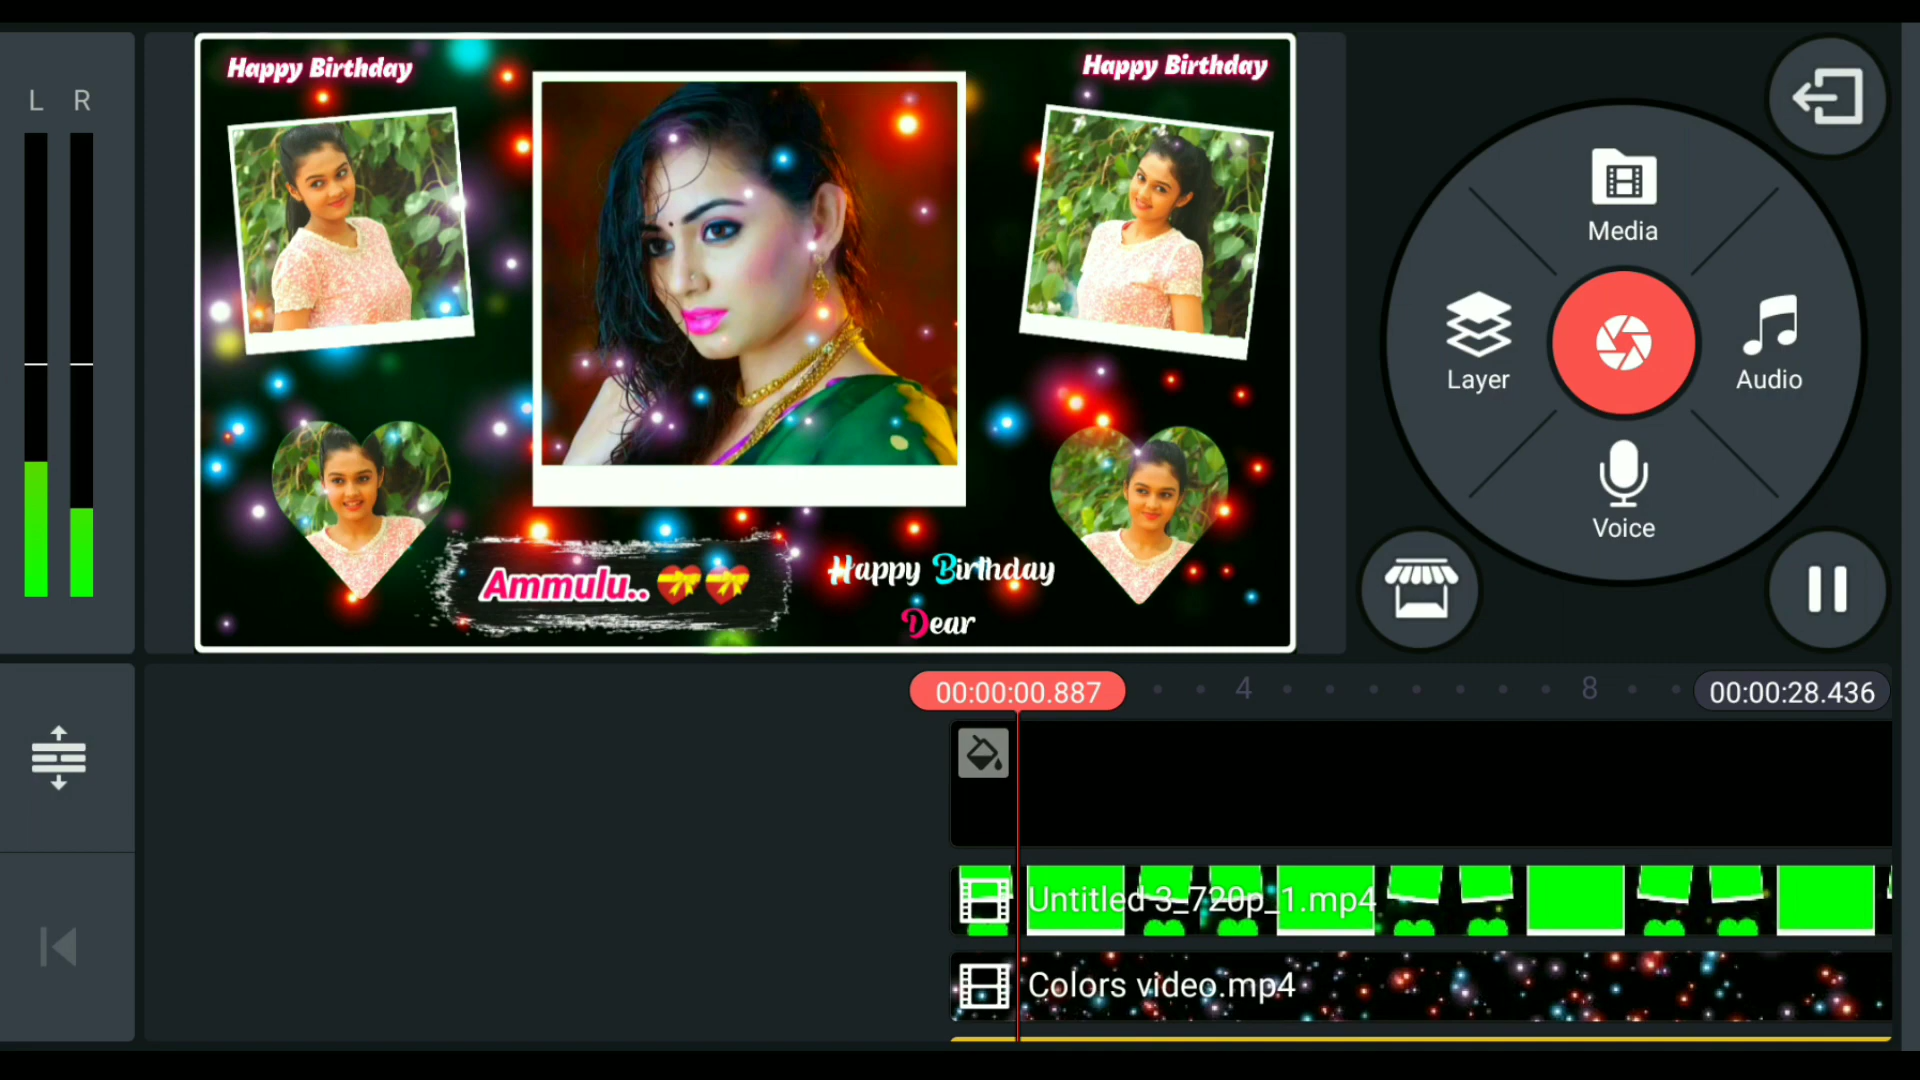 Happy Birthday
Happy Birthday
L R
Media
Layer
Audio
Voice
Ammulu..
Happy Birthday
Dear
00:00:00.887
4
8
00:00:28.436
Untitled 3_720p_1.mp4
Colors video.mp4